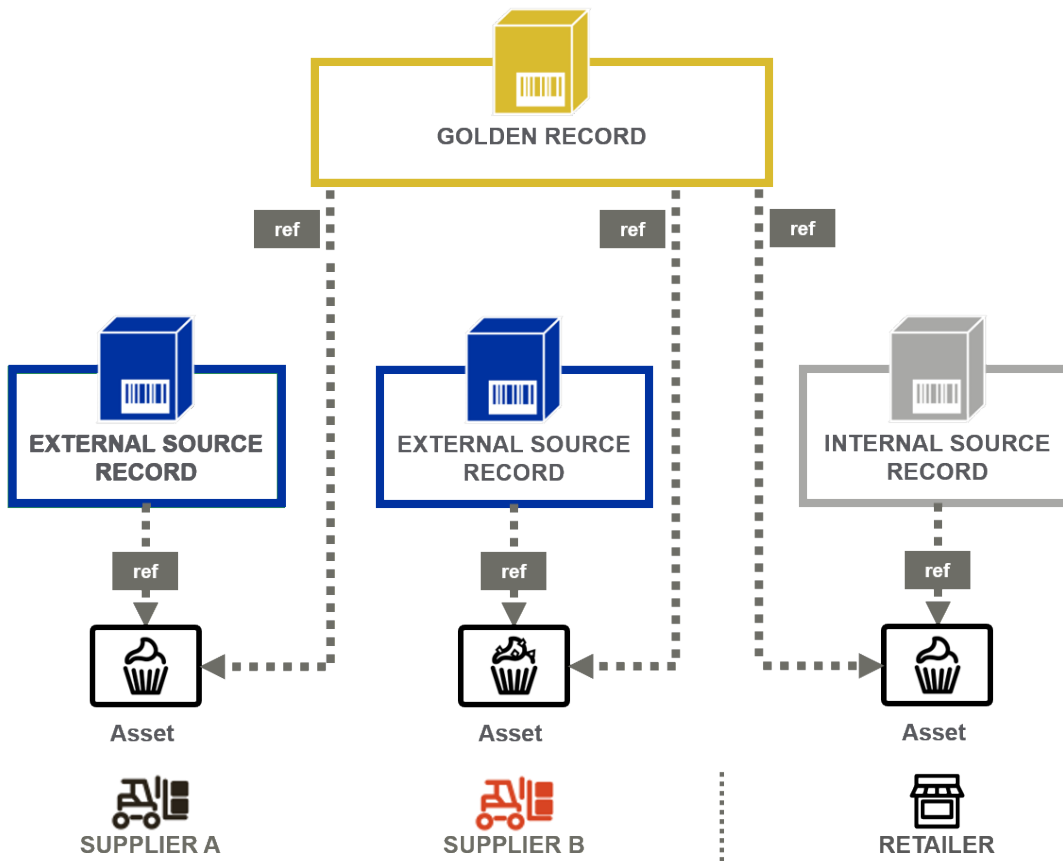 GOLDEN RECORD
ref
ref
ref
EXTERNAL SOURCE
RECORD
EXTERNAL SOURCE
RECORD
INTERNAL SOURCE
RECORD
ref
ref
ref
Asset
Asset
Asset
SUPPLIER A
SUPPLIER B
RETAILER